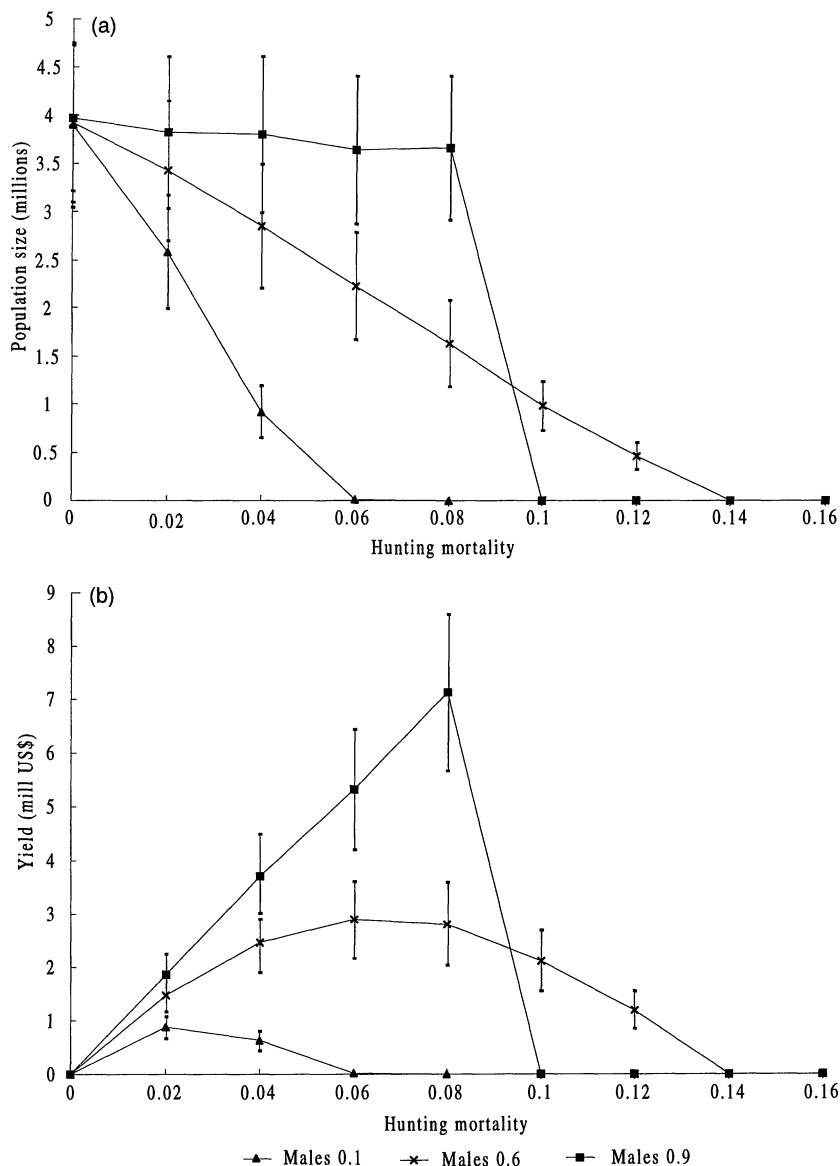 (a)
5
4.5
4
3.5
3
2.5
2
1.5
1
0.5
0
Population size (millions)
0 0.02 0.04 0.06 0.08 0.1 0.12 0.14 0.16
Hunting mortality
(b)
9
8
7
6
5
4
3
2
1
0
Yield (mill US$)
0 0.02 0.04 0.06 0.08 0.1 0.12 0.14 0.16
Hunting mortality
Males 0.1 Males 0.6 Males 0.9